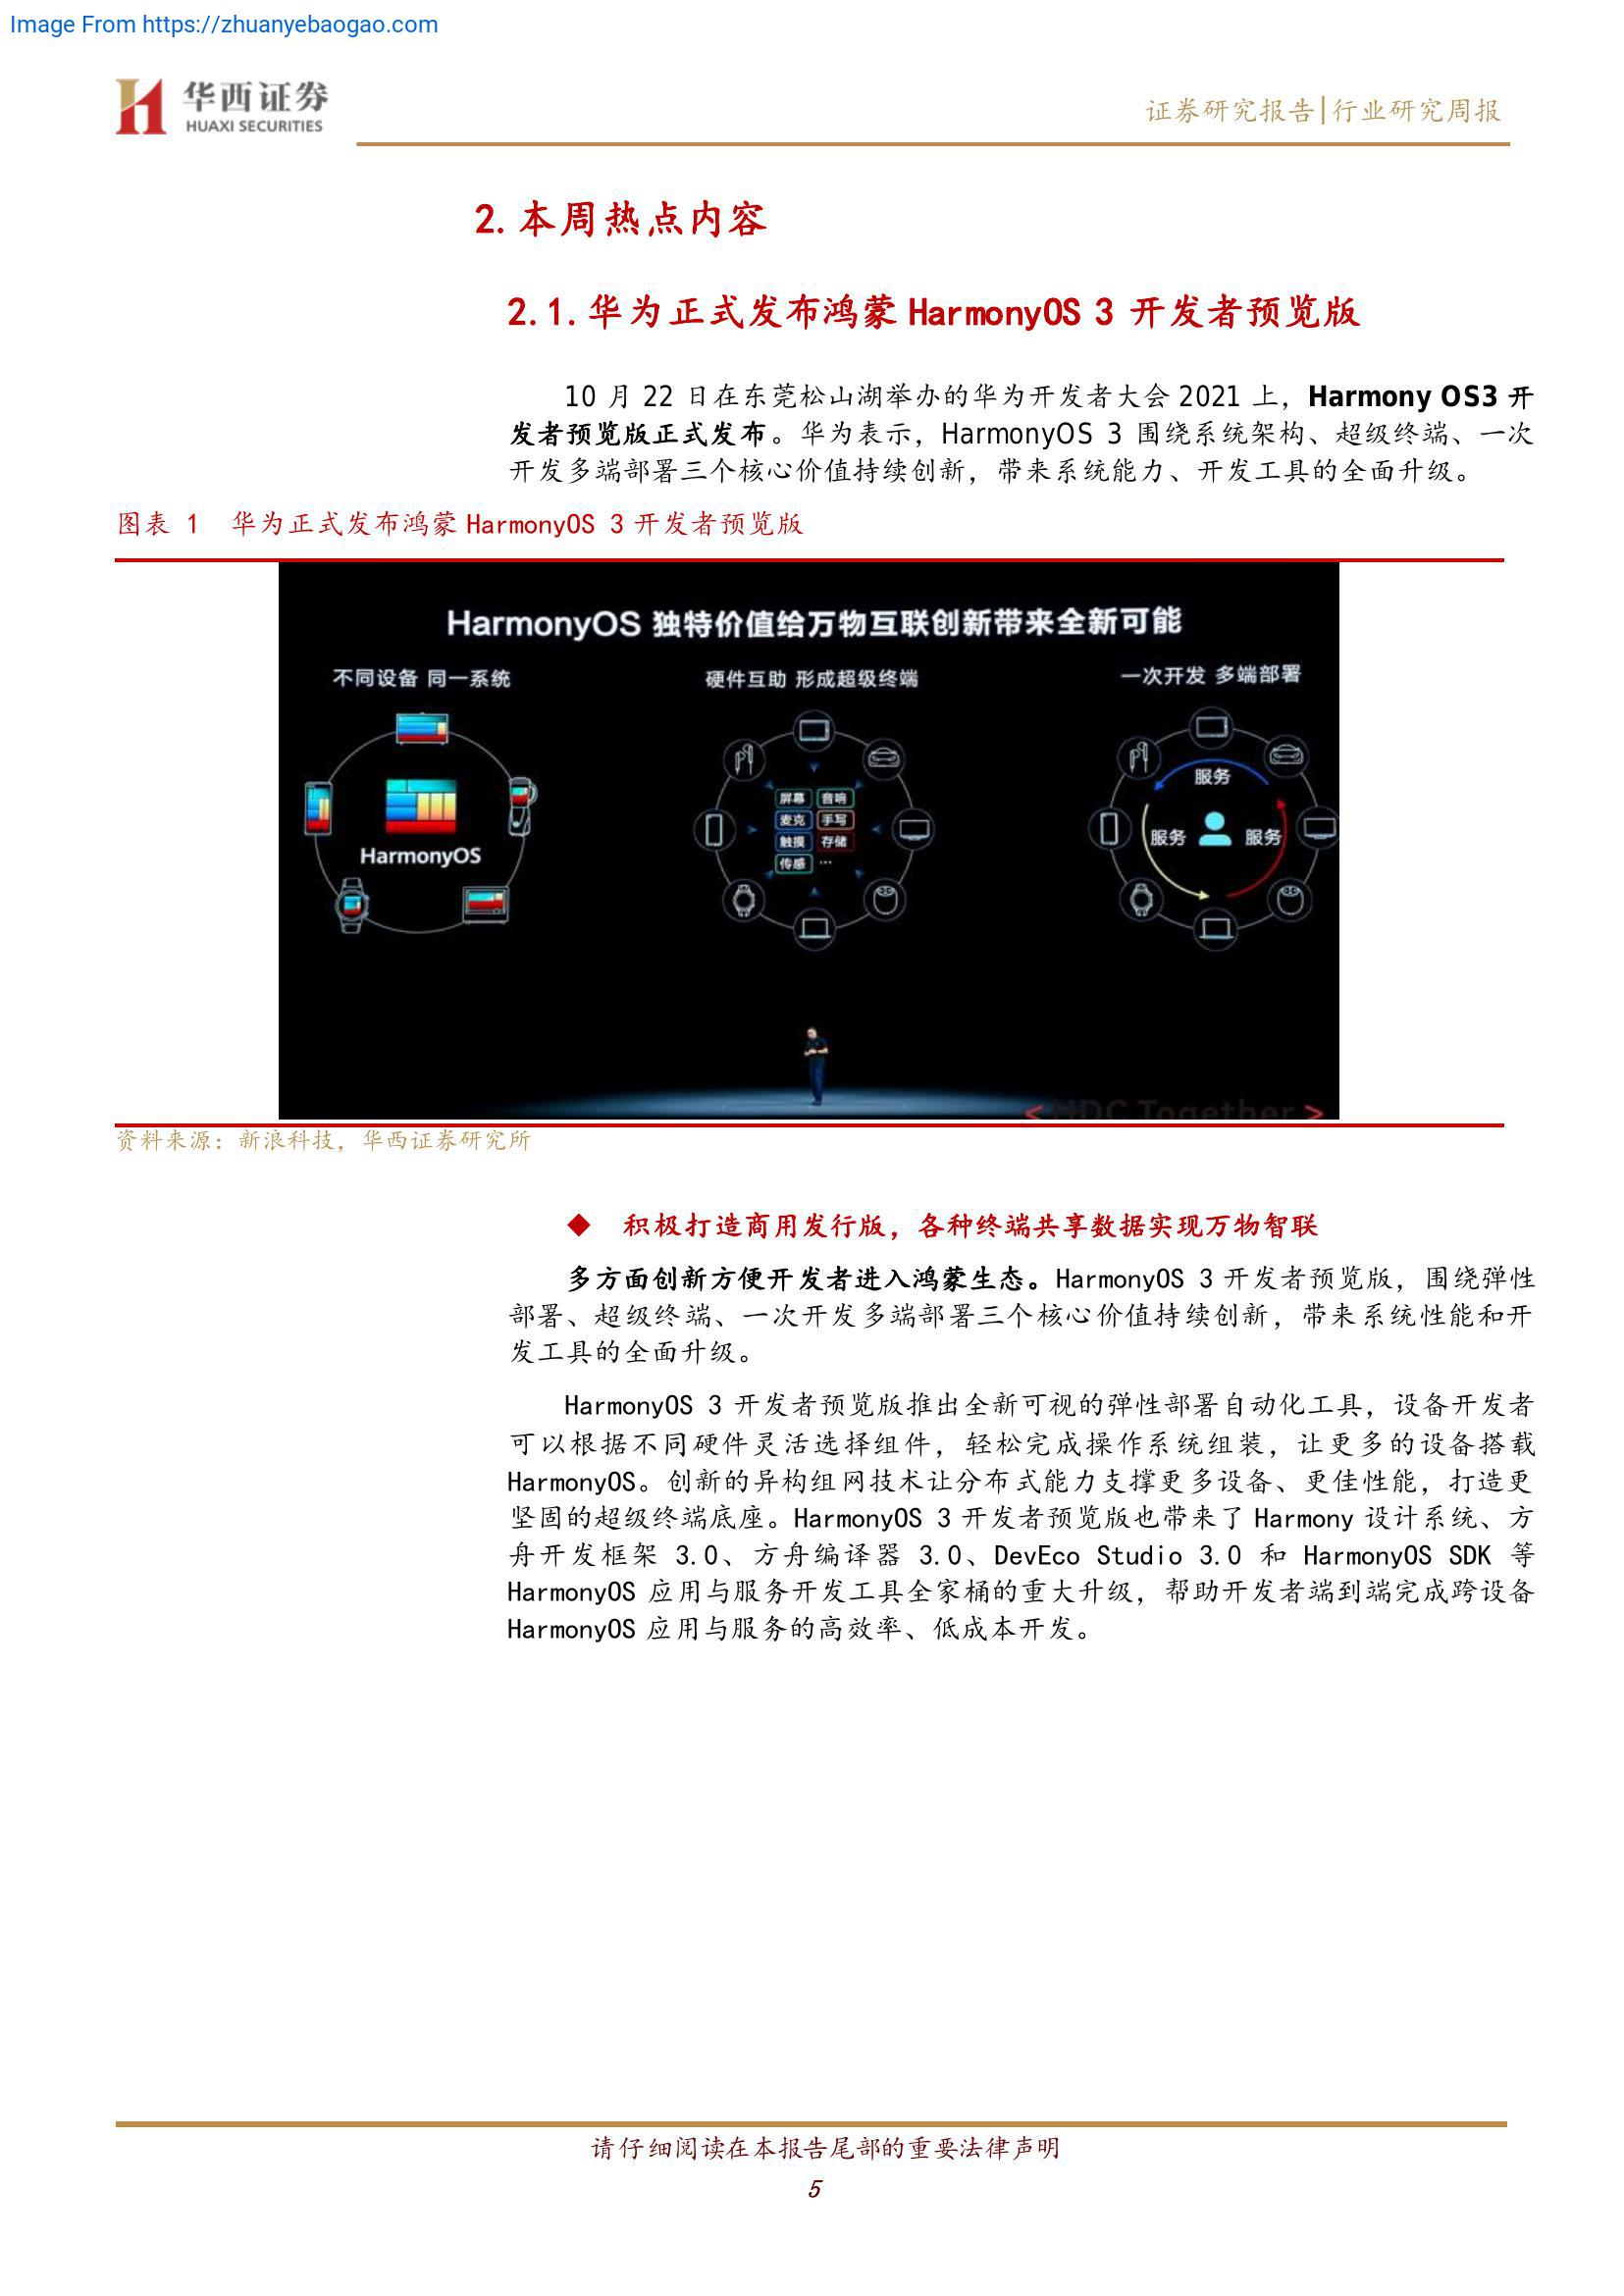 Image From https://zhuanyebaogao.com
华西证券
HUAXI SECURITIES
证券研究报告|行业研究周报
2.本周热点内容
2.1.华为正式发布鸿蒙 HarmonyOS 3 开发者预览版
10 月 22 日在东莞松山湖举办的华为开发者大会 2021 上，Harmony OS3 开
发者预览版正式发布。华为表示，HarmonyOS 3 围绕系统架构、超级终端、一次
开发多端部署三个核心价值持续创新，带来系统能力、开发工具的全面升级。
图表 1 华为正式发布鸿蒙 HarmonyOS 3 开发者预览版
HarmonyOS 独特价值给万物互联创新带来全新可能
不同设备 同一系统
硬件互助 形成超级终端
一次开发 多端部署
HarmonyOS
屏幕 音响
麦克 手写
触摸 存储
传感 ...
服务
服务 服务
< HDC Together >
资料来源：新浪科技，华西证券研究所
◆ 积极打造商用发行版，各种终端共享数据实现万物智联
多方面创新方便开发者进入鸿蒙生态。HarmonyOS 3 开发者预览版，围绕弹性
部署、超级终端、一次开发多端部署三个核心价值持续创新，带来系统性能和开
发工具的全面升级。
HarmonyOS 3 开发者预览版推出全新可视的弹性部署自动化工具，设备开发者
可以根据不同硬件灵活选择组件，轻松完成操作系统组装，让更多的设备搭载
HarmonyOS。创新的异构组网技术让分布式能力支撑更多设备、更佳性能，打造更
坚固的超级终端底座。HarmonyOS 3 开发者预览版也带来了 Harmony 设计系统、方
舟开发框架 3.0、方舟编译器 3.0、DevEco Studio 3.0 和 HarmonyOS SDK 等
HarmonyOS 应用与服务开发工具全家桶的重大升级，帮助开发者端到端完成跨设备
HarmonyOS 应用与服务的高效率、低成本开发。
请仔细阅读在本报告尾部的重要法律声明
5